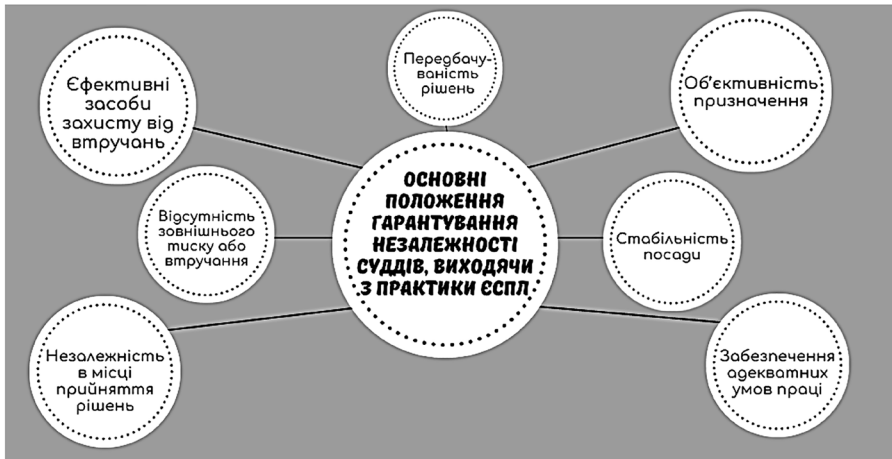 Єфективні
засоби
захисту від
втручань
Передбачу-
ваність
рішень
Об'єктивність
призначення
ОСНОВНІ
ПОЛОЖЕННЯ
ГАРАНТУВАННЯ
НЕЗАЛЕЖНОСТІ
СУДДІВ, ВИХОДЯЧИ
З ПРАКТИКИ ЄСПЛ
Відсутність
зовнішнього
тиску або
втручання
Стабільність
посади
Незалежність
в місці
прийняття
рішень
Забезпечення
адекватних
умов праці